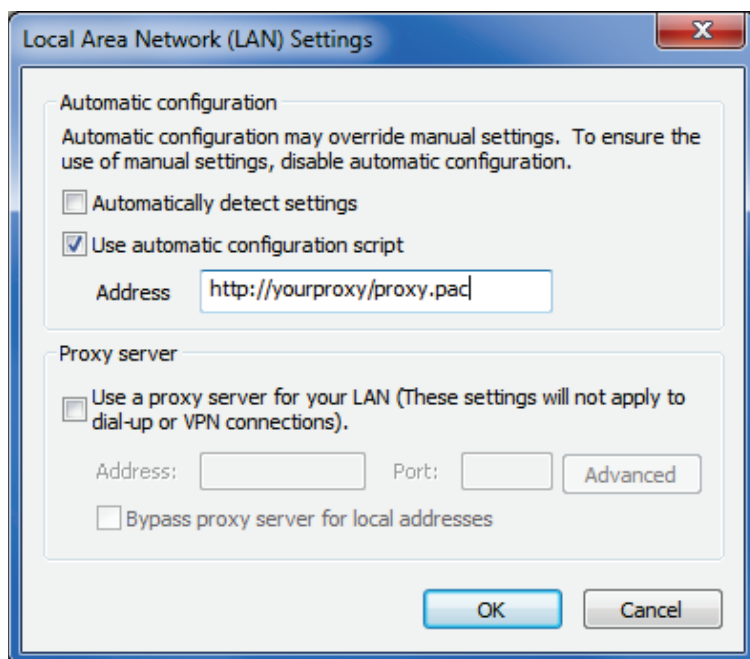 Local Area Network (LAN) Settings
Automatic configuration
Automatic configuration may override manual settings. To ensure the
use of manual settings, disable automatic configuration.
Automatically detect settings
Use automatic configuration script
Address http://yourproxy/proxy.pac
Proxy server
Use a proxy server for your LAN (These settings will not apply to
dial-up or VPN connections).
Address: Port: Advanced
Bypass proxy server for local addresses
OK Cancel